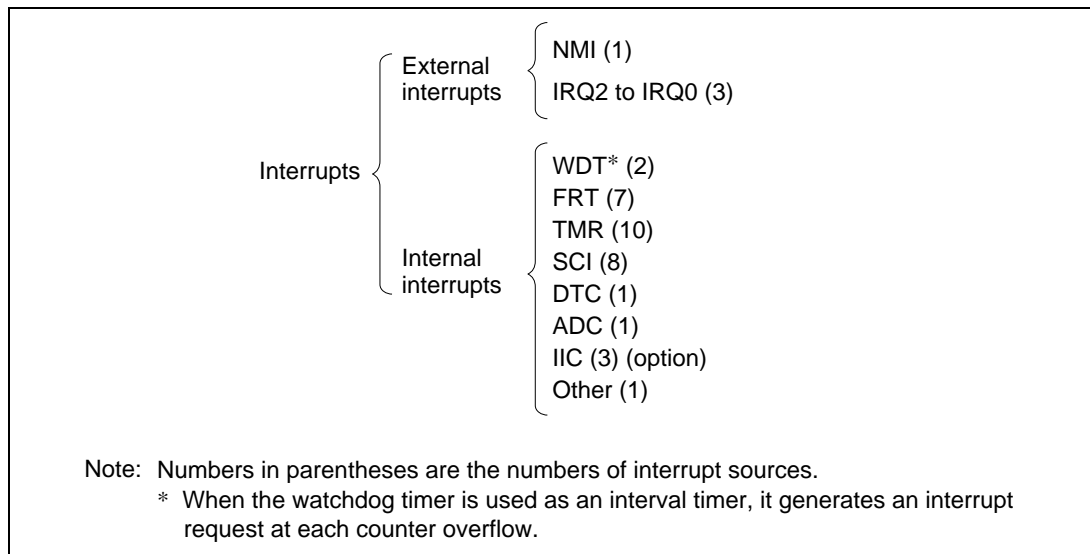 Interrupts
External
interrupts
NMI (1)
IRQ2 to IRQ0 (3)
Internal
interrupts
WDT* (2)
FRT (7)
TMR (10)
SCI (8)
DTC (1)
ADC (1)
IIC (3) (option)
Other (1)
Note: Numbers in parentheses are the numbers of interrupt sources.
* When the watchdog timer is used as an interval timer, it generates an interrupt
request at each counter overflow.